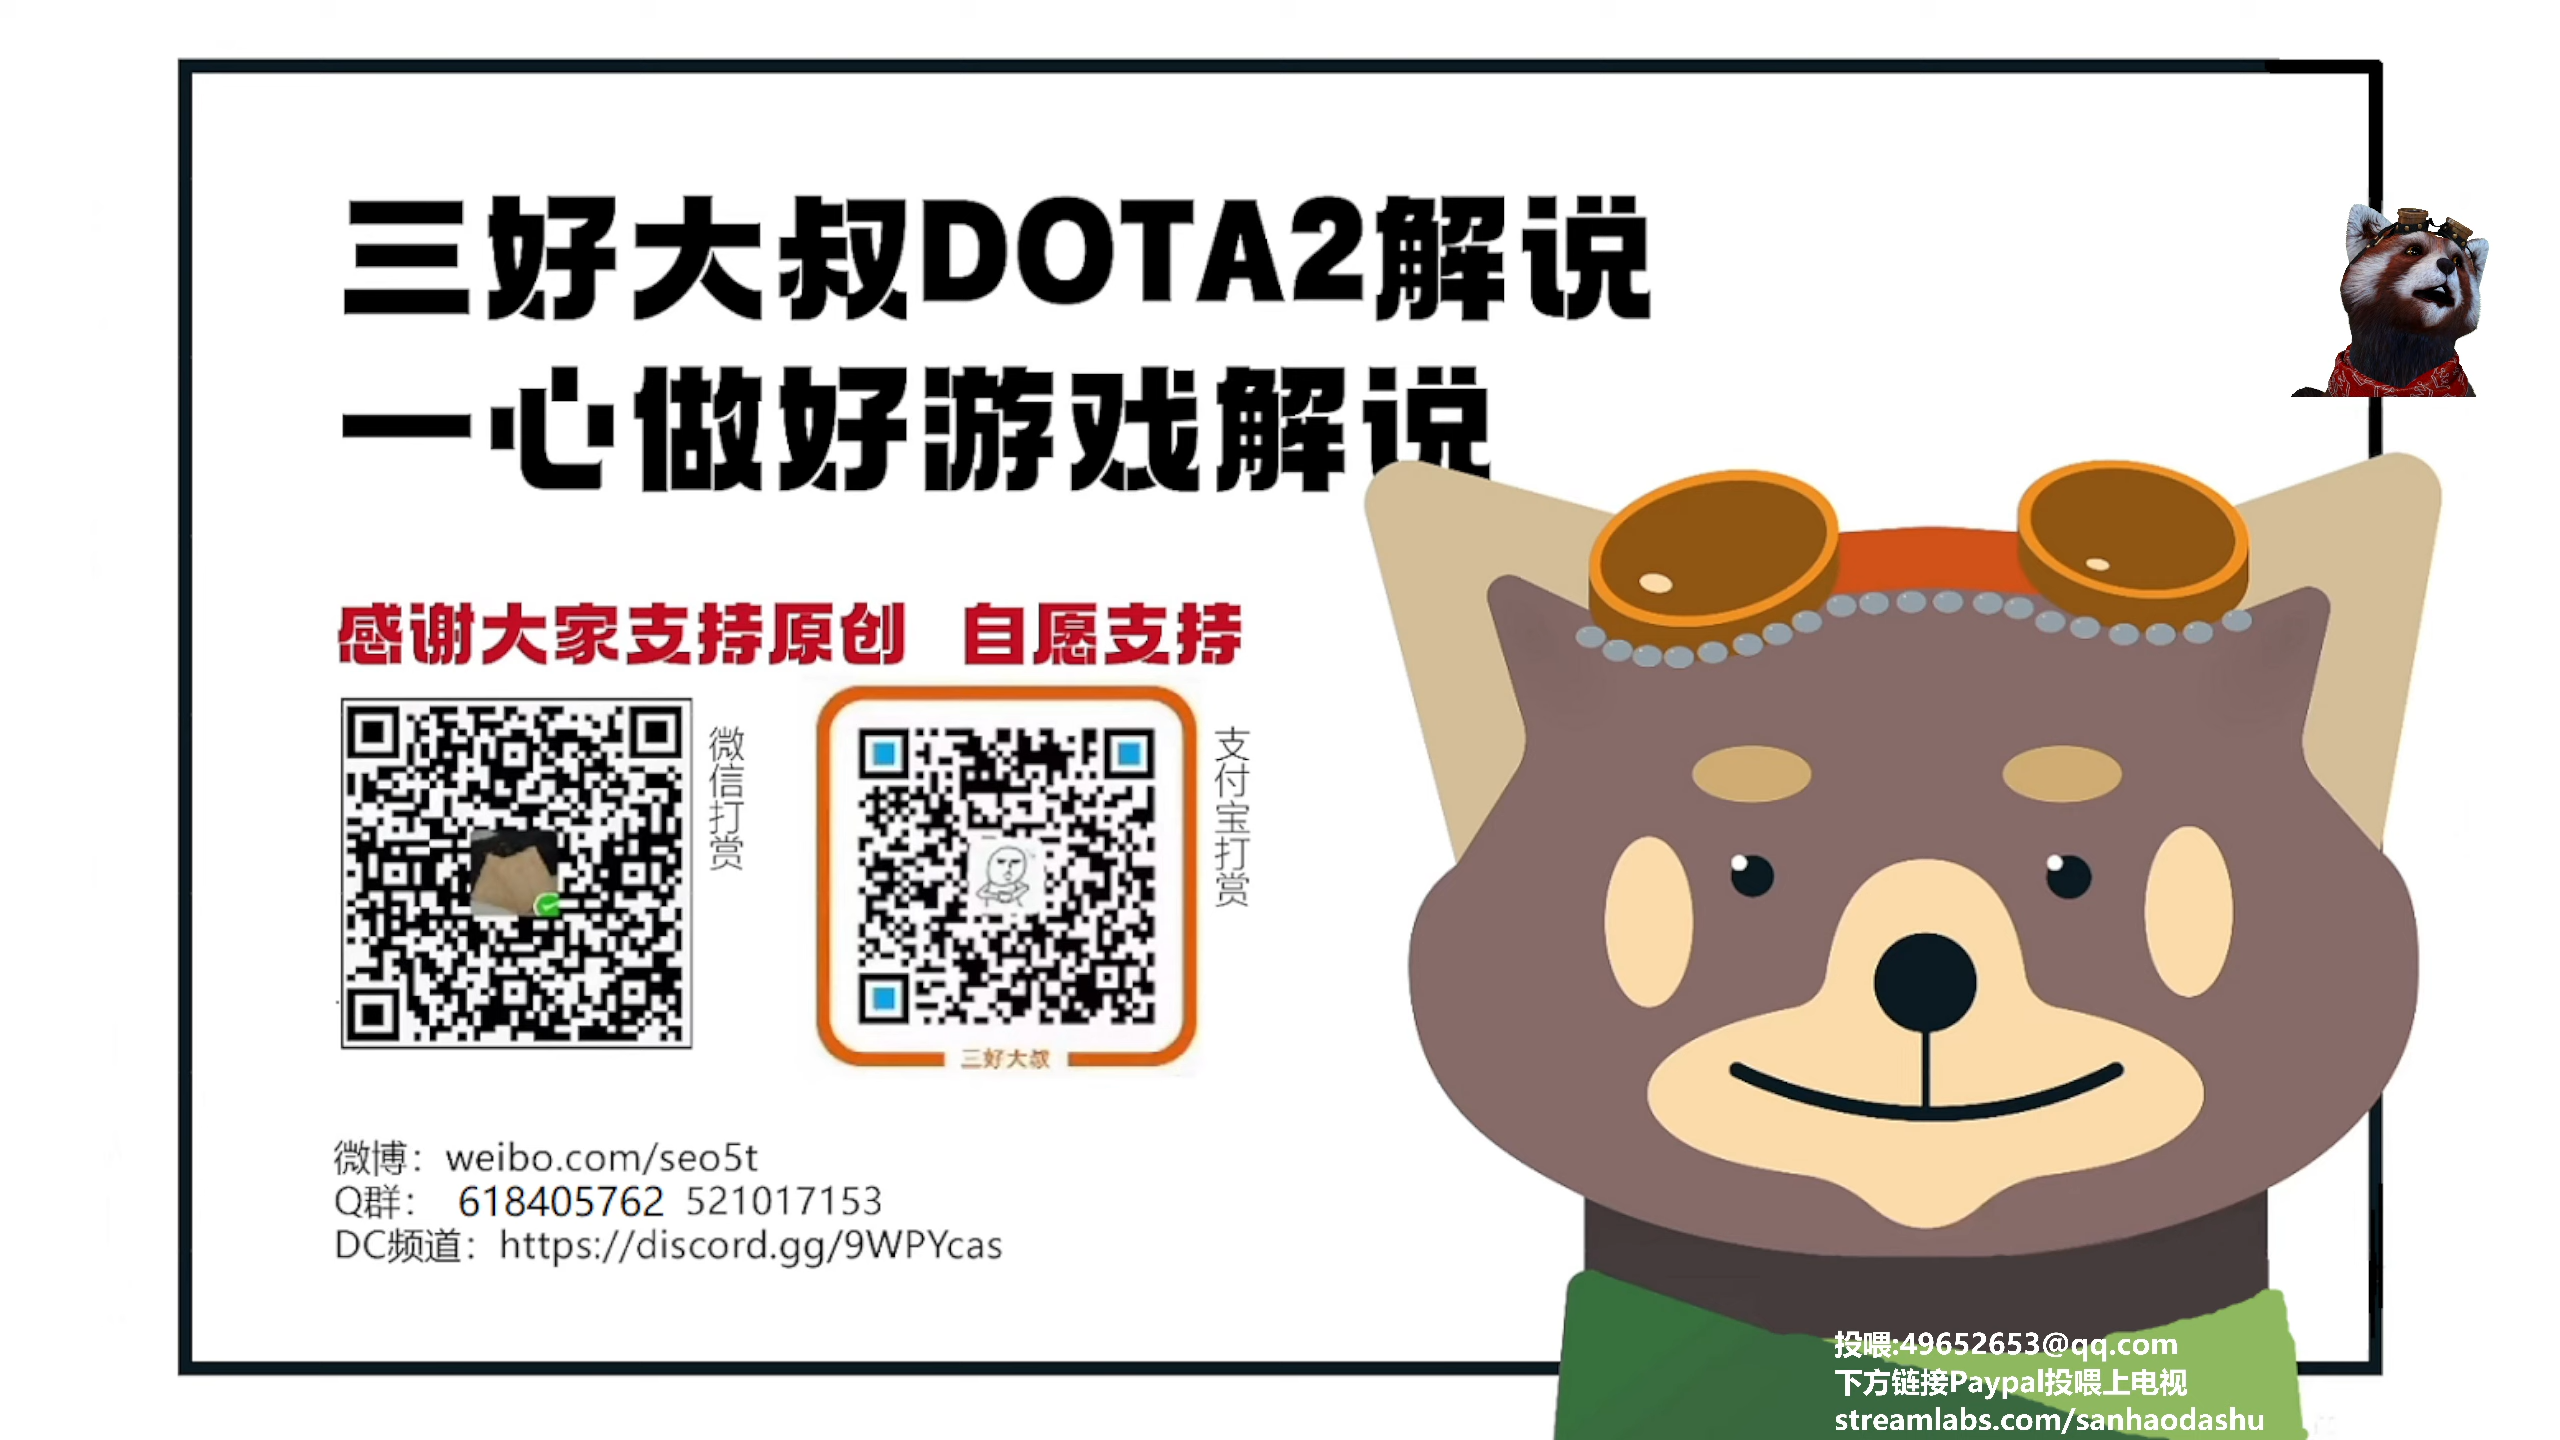 三好大叔DOTA2解说
一心做好游戏解说
感谢大家支持原创 自愿支持
微信打赏
支付宝打赏
三好大叔
微博：weibo.com/seo5t
Q群： 618405762 521017153
DC频道：https://discord.gg/9WPYcas
投喂:49652653@qq.com
下方链接Paypal投喂上电视
streamlabs.com/sanhaodashu